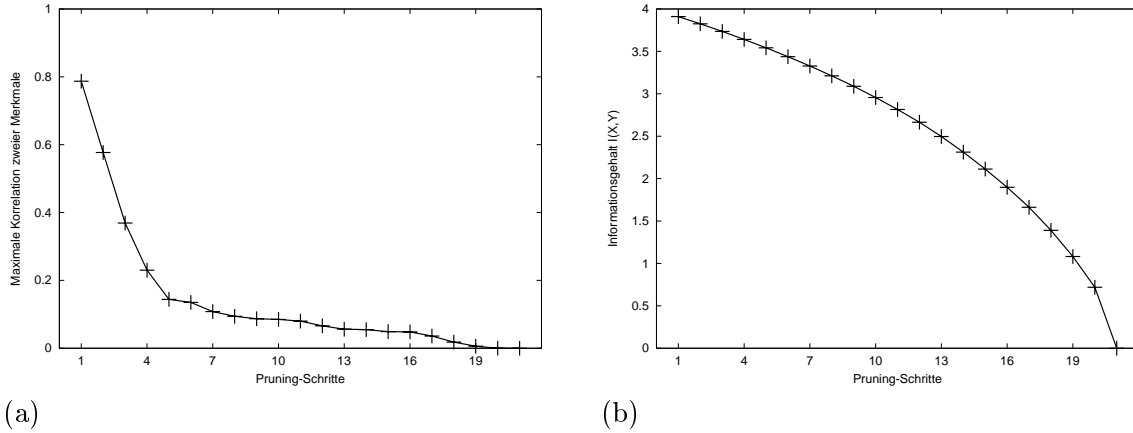 Maximale Korrelation zweier Merkmale
1
0.8
0.6
0.4
0.2
0
1 4 7 10 13 16 19
Pruning-Schritte
(a)
Informationsgehalt I(X,Y)
4
3.5
3
2.5
2
1.5
1
0.5
0
1 4 7 10 13 16 19
Pruning-Schritte
(b)